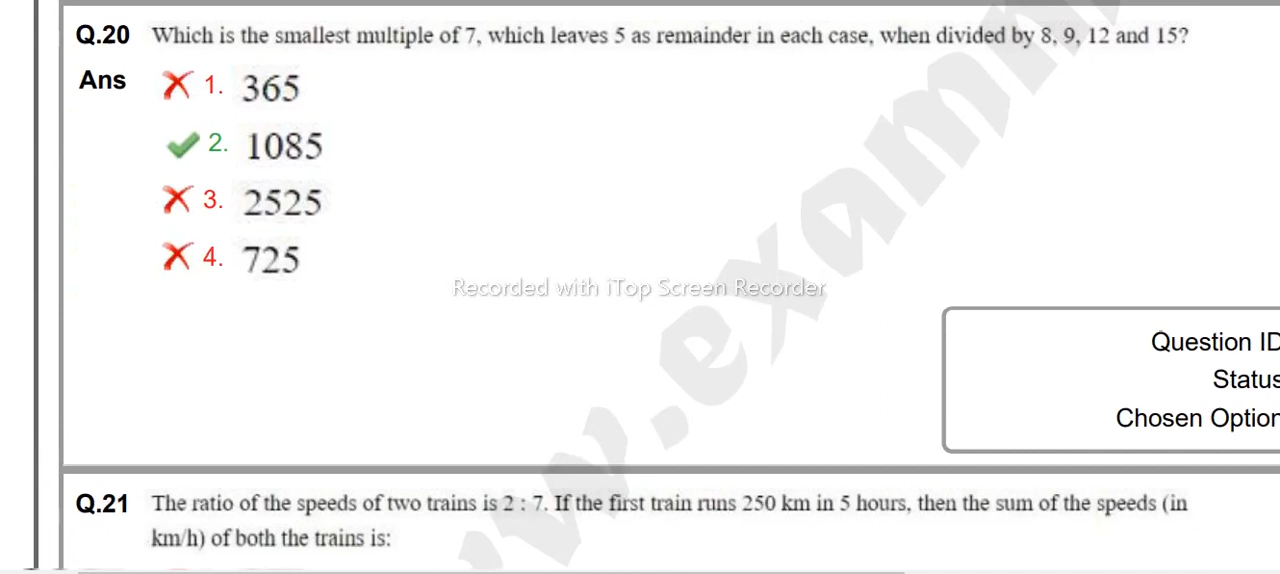 Q.20 Which is the smallest multiple of 7, which leaves 5 as remainder in each case, when divided by 8, 9, 12 and 15?
Ans 1. 365
2. 1085
3. 2525
4. 725
Recorded with iTop Screen Recorder
www.examm
Question ID
Status
Chosen Option
Q.21 The ratio of the speeds of two trains is 2 : 7. If the first train runs 250 km in 5 hours, then the sum of the speeds (in
km/h) of both the trains is: